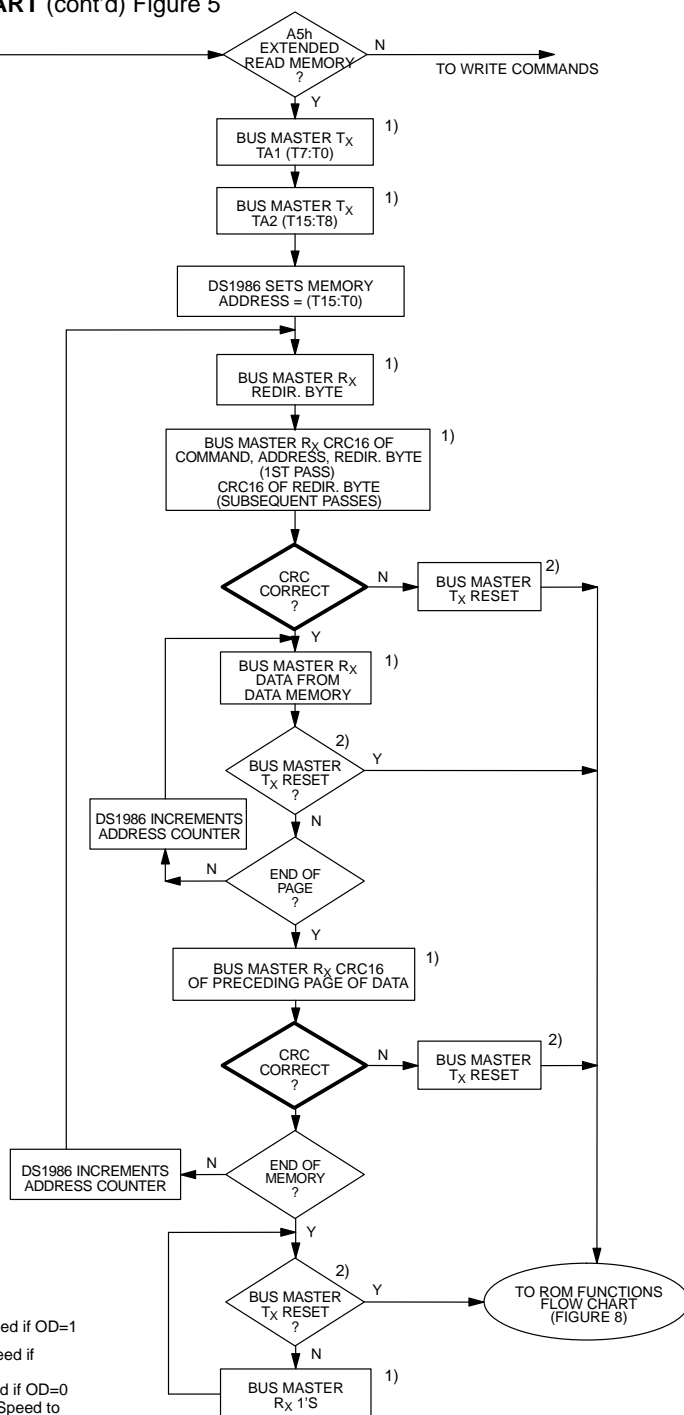 ART (cont'd) Figure 5
A5h
EXTENDED
READ MEMORY
?
N
TO WRITE COMMANDS
Y
BUS MASTER TX
TA1 (T7:T0)
1)
BUS MASTER TX
TA2 (T15:T8)
1)
DS1986 SETS MEMORY
ADDRESS = (T15:T0)
BUS MASTER RX
REDIR. BYTE
1)
BUS MASTER RX CRC16 OF
COMMAND, ADDRESS, REDIR. BYTE
(1ST PASS)
CRC16 OF REDIR. BYTE
(SUBSEQUENT PASSES)
1)
CRC
CORRECT
?
N
BUS MASTER
TX RESET
2)
Y
BUS MASTER RX
DATA FROM
DATA MEMORY
1)
BUS MASTER
TX RESET
?
2)
Y
DS1986 INCREMENTS
ADDRESS COUNTER
N
END OF
PAGE
?
N
Y
BUS MASTER RX CRC16
OF PRECEDING PAGE OF DATA
1)
CRC
CORRECT
?
N
BUS MASTER
TX RESET
2)
DS1986 INCREMENTS
ADDRESS COUNTER
N
END OF
MEMORY
?
Y
BUS MASTER
TX RESET
?
2)
Y
TO ROM FUNCTIONS
FLOW CHART
(FIGURE 8)
N
BUS MASTER
RX 1'S
1)
ed if OD=1
eed if
d if OD=0
Speed to